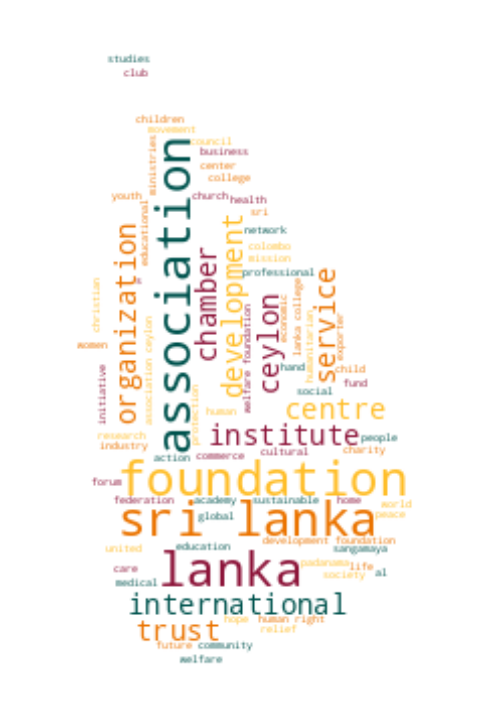 studies
club
children
movement
council
ministries
business
center
college
youth
church
health
sri
educational
association
network
organization
chamber
development
colombo
mission
professional
service
ceylon
economic
lanka college
humanitarian
exporter
christian
women
association ceylon
welfare foundation
hand
child
fund
social
initiative
protection
human
centre
research
industry
institute
people
action
commerce
cultural
charity
forum
foundation
federation
academy
sustainable
home
world
peace
sri lanka
global
development foundation
united
education
sangamaya
care
lanka
padanama
life
society
al
medical
international
hope
human right
trust
relief
future
community
welfare